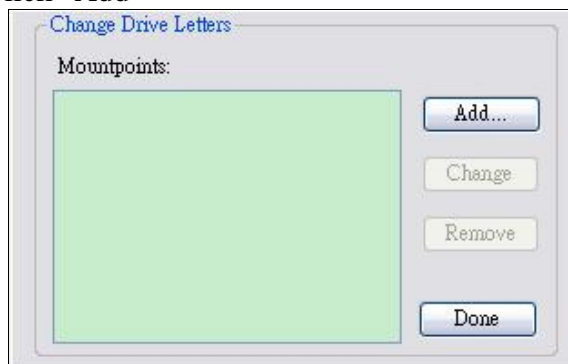 Change Drive Letters
Mountpoints:
Add...
Change
Remove
Done